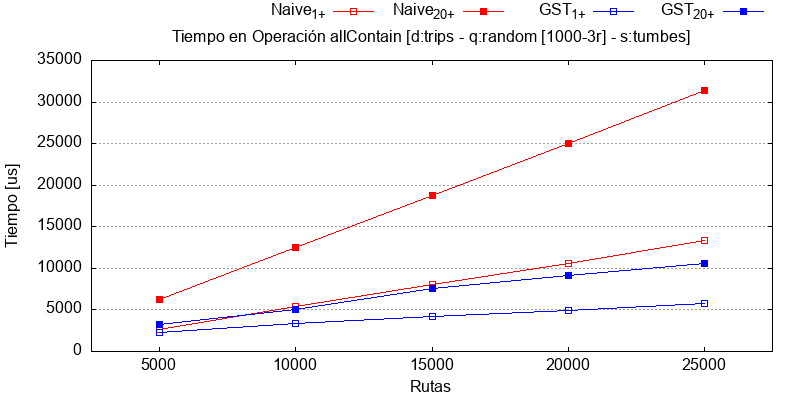 Naive1+ Naive20+ GST1+ GST20+
Tiempo en Operación allContain [d:trips - q:random [1000-3r] - s:tumbes]
35000
30000
25000
20000
15000
10000
5000
0
Tiempo [us]
5000 10000 15000 20000 25000
Rutas